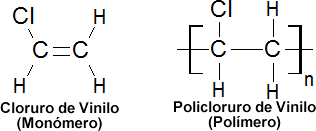 Cl H
C=C
H H
Cl H
C C
H H n
Cloruro de Vinilo
(Monómero)
Policloruro de Vinilo
(Polímero)